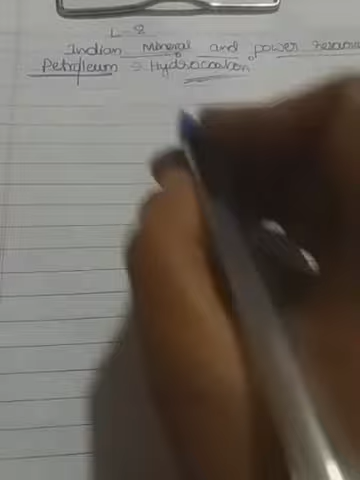 L-2
Indian Mineral and power
Petroleum = Hydrocarbon